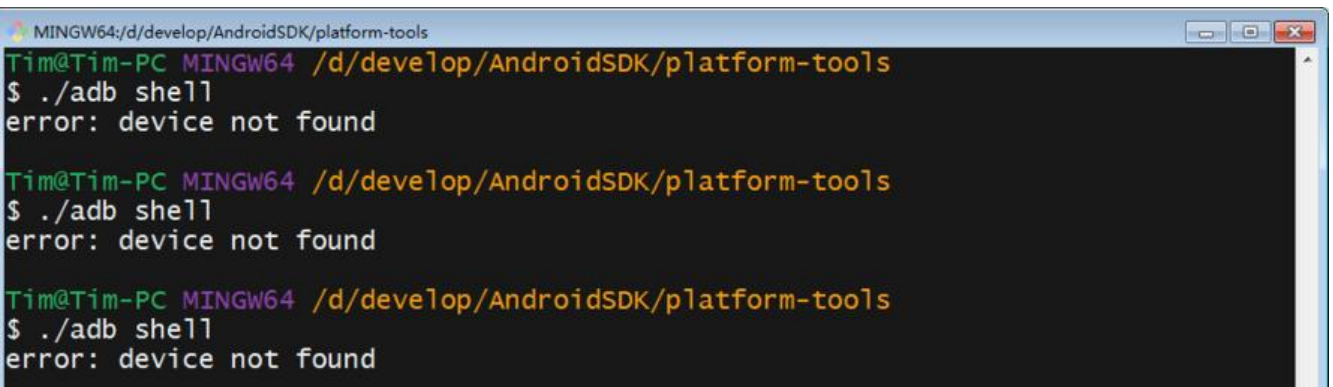 MINGW64:/d/develop/AndroidSDK/platform-tools
Tim@Tim-PC MINGW64 /d/develop/AndroidSDK/platform-tools
$ ./adb shell
error: device not found
Tim@Tim-PC MINGW64 /d/develop/AndroidSDK/platform-tools
$ ./adb shell
error: device not found
Tim@Tim-PC MINGW64 /d/develop/AndroidSDK/platform-tools
$ ./adb shell
error: device not found